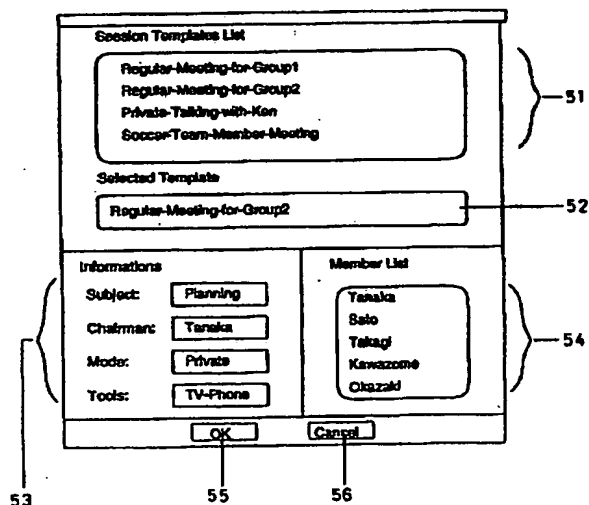 Session Templates List
Regular-Meeting-for-Group1
Regular-Meeting-for-Group2
Private-Talking-with-Ken
Soccer-Team-Member-Meeting
51
Selected Template
Regular-Meeting-for-Group2
52
Informations
Subject: Planning
Chairman: Tanaka
Mode: Private
Tools: TV-Phone
53
Member List
Tanaka
Sato
Takagi
Kawazome
Okazaki
54
OK
Cancel
55
56